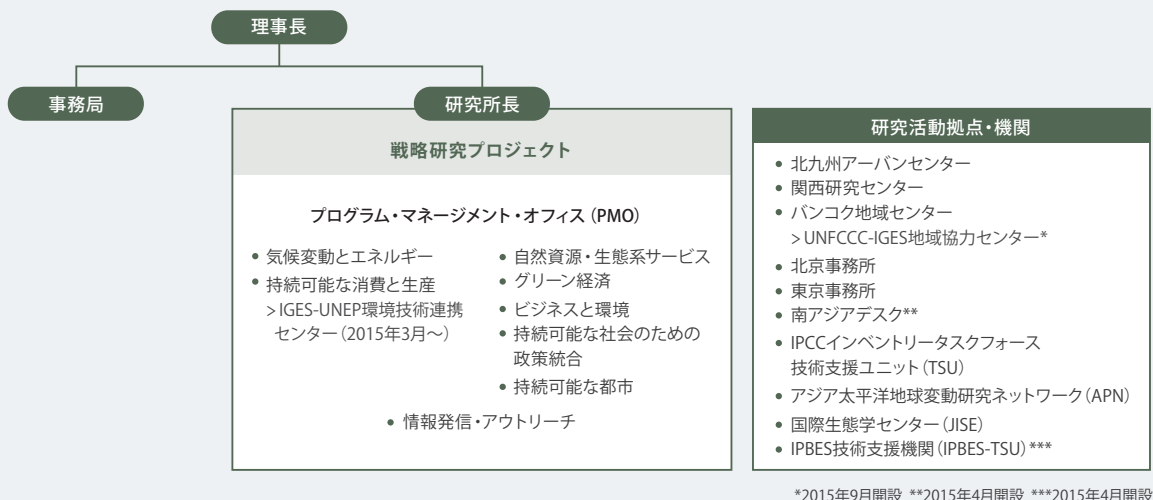 理事長
事務局
研究所長
戦略研究プロジェクト
プログラム・マネージメント・オフィス（PMO）
• 気候変動とエネルギー
• 持続可能な消費と生産
> IGES-UNEP環境技術連携
センター（2015年3月～）
• 自然資源・生態系サービス
• グリーン経済
• ビジネスと環境
• 持続可能な社会のための
政策統合
• 持続可能な都市
• 情報発信・アウトリーチ
研究活動拠点・機関
• 北九州アーバンセンター
• 関西研究センター
• バンコク地域センター
> UNFCCC-IGES地域協力センター*
• 北京事務所
• 東京事務所
• 南アジアデスク**
• IPCCインベントリータスクフォース
技術支援ユニット（TSU）
• アジア太平洋地球変動研究ネットワーク（APN）
• 国際生態学センター（JISE）
• IPBES技術支援機関（IPBES-TSU）***
*2015年9月開設 **2015年4月開設 ***2015年4月開設